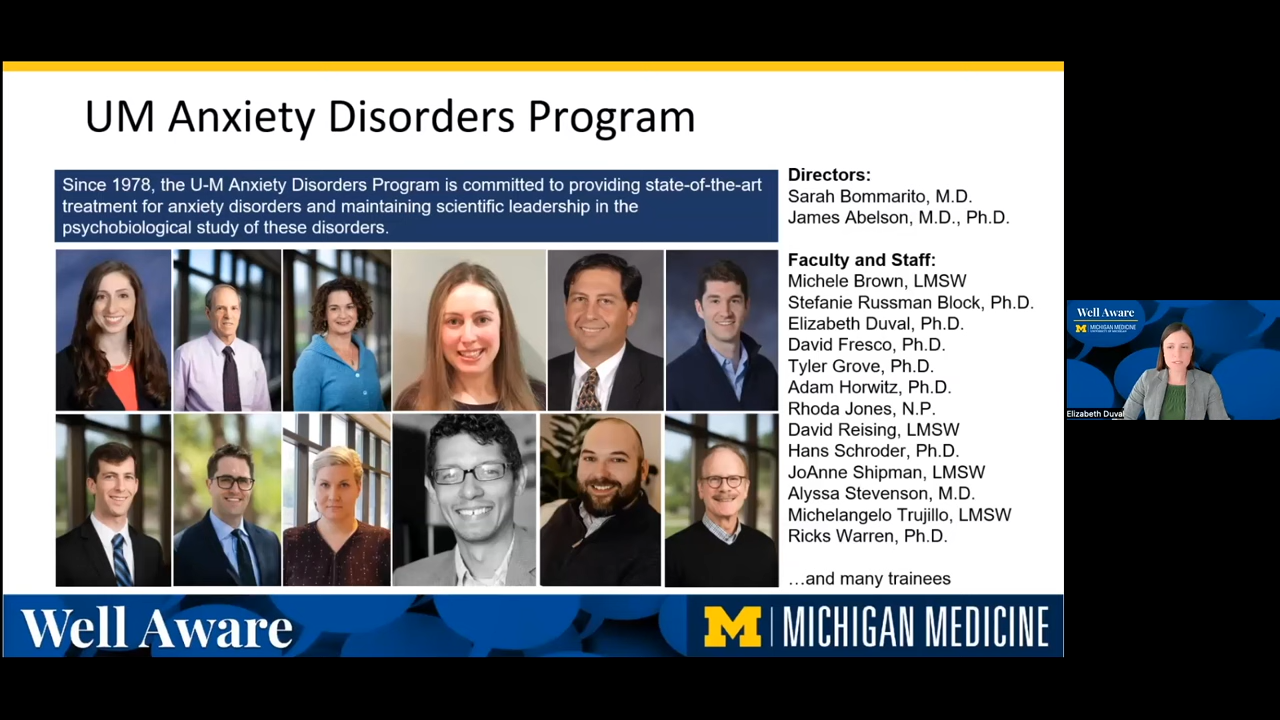 UM Anxiety Disorders Program
Since 1978, the U-M Anxiety Disorders Program is committed to providing state-of-the-art
treatment for anxiety disorders and maintaining scientific leadership in the
psychobiological study of these disorders.
Directors:
Sarah Bommarito, M.D.
James Abelson, M.D., Ph.D.
Faculty and Staff:
Michele Brown, LMSW
Stefanie Russman Block, Ph.D.
Elizabeth Duval, Ph.D.
David Fresco, Ph.D.
Tyler Grove, Ph.D.
Adam Horwitz, Ph.D.
Rhoda Jones, N.P.
David Reising, LMSW
Hans Schroder, Ph.D.
JoAnne Shipman, LMSW
Alyssa Stevenson, M.D.
Michelangelo Trujillo, LMSW
Ricks Warren, Ph.D.
…and many trainees
Well Aware
M MICHIGAN MEDICINE
Well Aware
M MICHIGAN MEDICINE
Elizabeth Duval